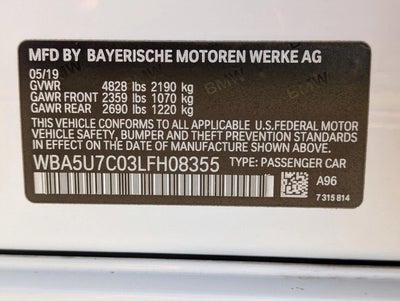 MFD BY BAYERISCHE MOTOREN WERKE AG
05/19
GVWR 4828 lbs 2190 kg
GAWR FRONT 2359 lbs 1070 kg
GAWR REAR 2690 lbs 1220 kg
THIS VEHICLE CONFORMS TO ALL APPLICABLE U.S.FEDERAL MOTOR
VEHICLE SAFETY, BUMPER AND THEFT PREVENTION STANDARDS IN
EFFECT ON THE DATE OF MANUFACTURE SHOWN ABOVE.
WBA5U7C03LFH08355 TYPE: PASSENGER CAR
A96
7 315 814